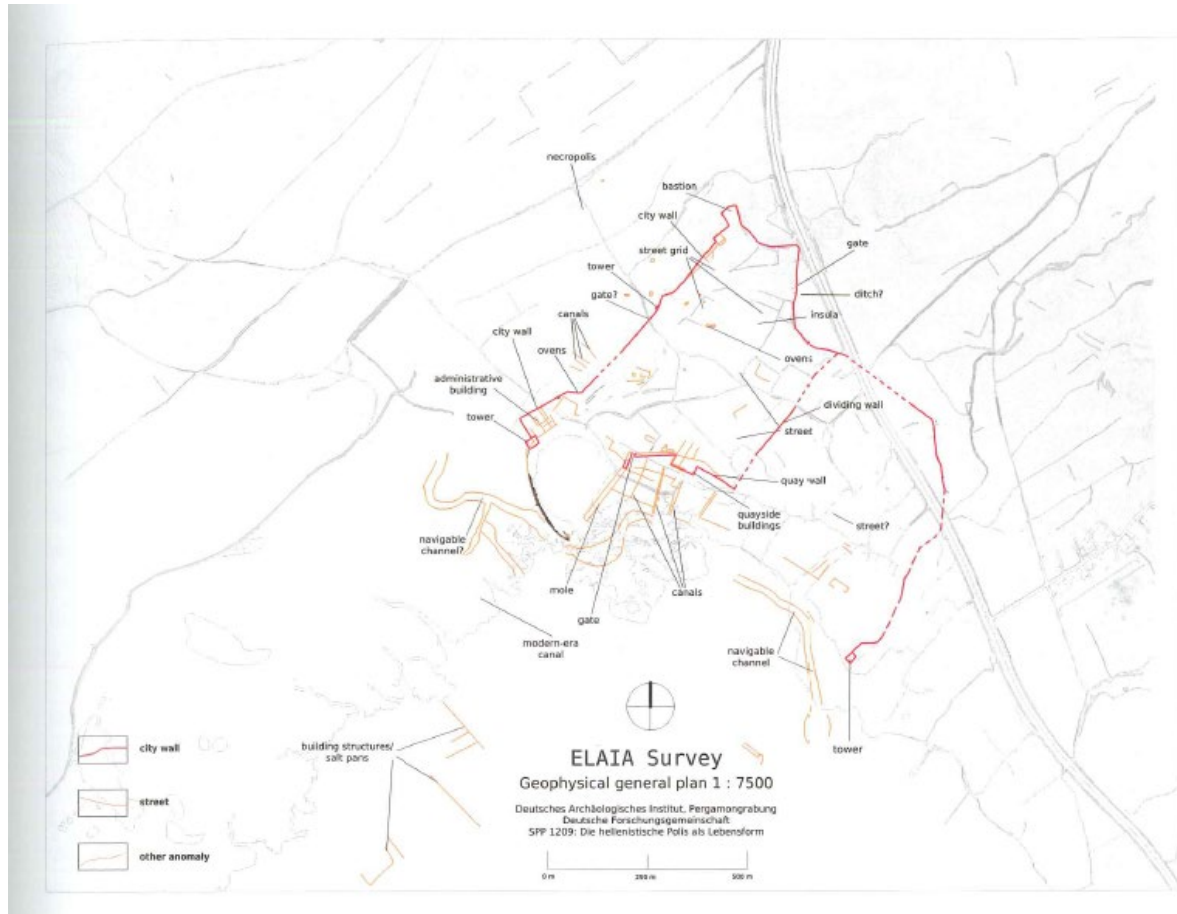 necropolis
bastion
city wall
street grid
gate
tower
gate?
ditch?
canals
insula
city wall
ovens
ovens
administrative
building
dividing wall
tower
street
quay wall
quayside
buildings
street?
navigable
channel?
mole
canals
gate
modern-era
canal
navigable
channel
tower
building structures/
salt pans
city wall
street
other anomaly
ELAIA Survey
Geophysical general plan 1 : 7500
Deutsches Archäologisches Institut, Pergamongrabung
Deutsche Forschungsgemeinschaft
SPP 1209: Die hellenistische Polis als Lebensform
0 m
250 m
500 m